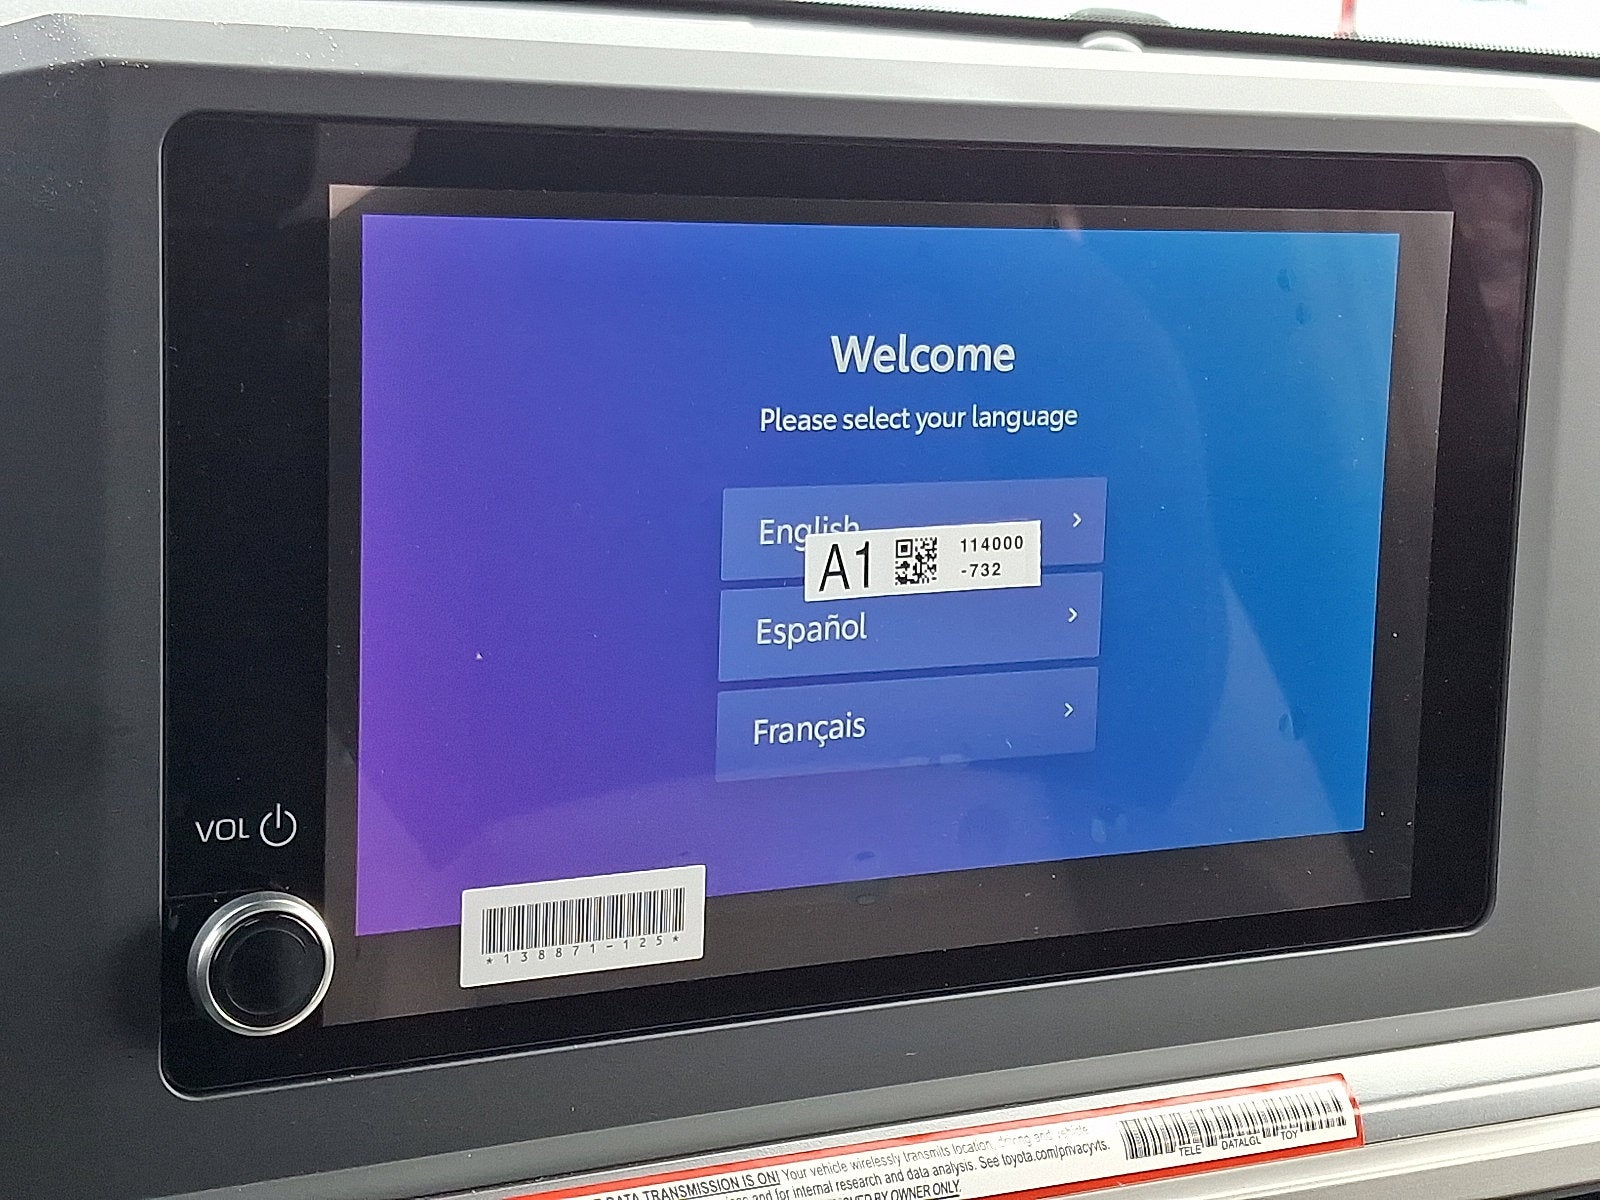 Welcome
Please select your language
English
A1
114000
-732
Español
Français
VOL
*138871-125*
DATA TRANSMISSION IS ON! Your vehicle wirelessly transmits location, driving and vehicle
and for internal research and data analysis. See toyota.com/privacyvts.
BY OWNER ONLY.
TELE DATALGL TOY